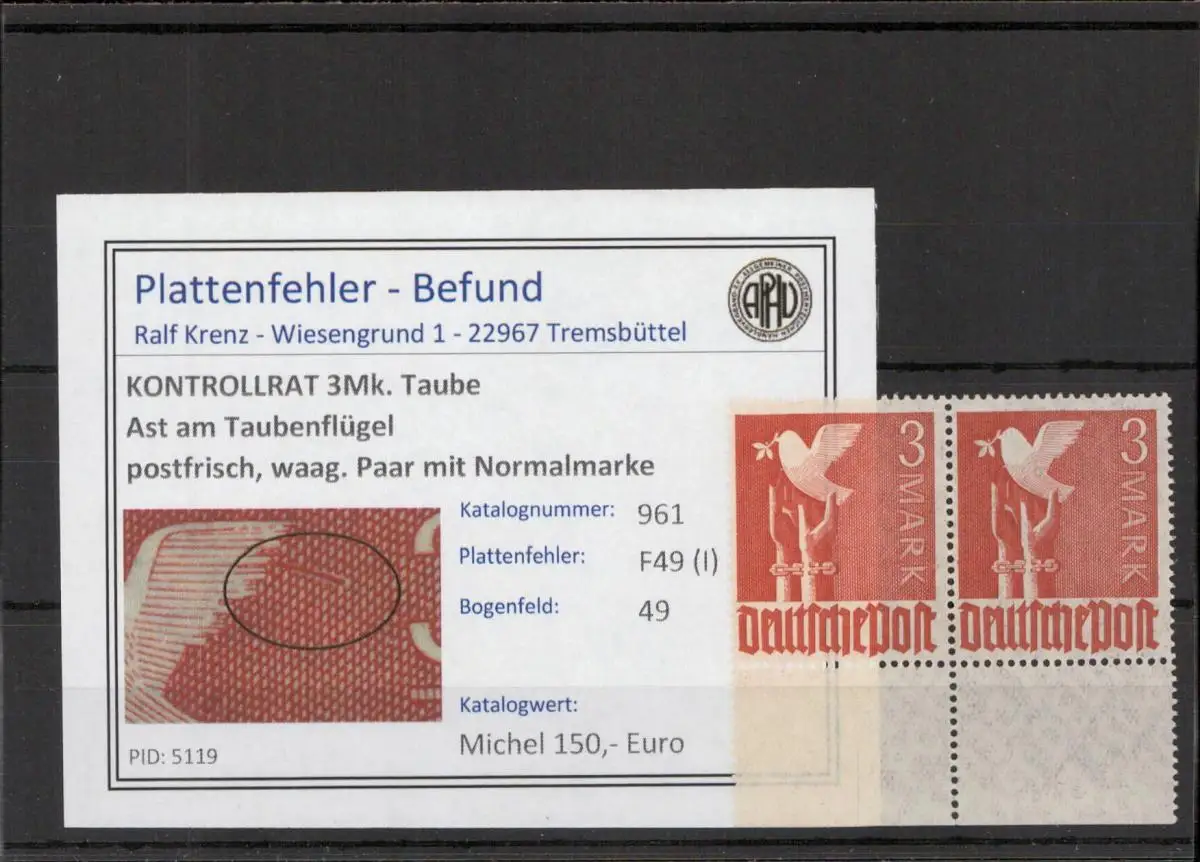 Plattenfehler - Befund
Ralf Krenz - Wiesengrund 1 - 22967 Tremsbüttel
APHV
KONTROLLRAT 3Mk. Taube
Ast am Taubenflügel
postfrisch, waag. Paar mit Normalmarke
Katalognummer: 961
Plattenfehler: F49 (I)
Bogenfeld: 49
Katalogwert:
Michel 150,- Euro
PID: 5119
3 MARK
Deutsche Post
3 MARK
Deutsche Post